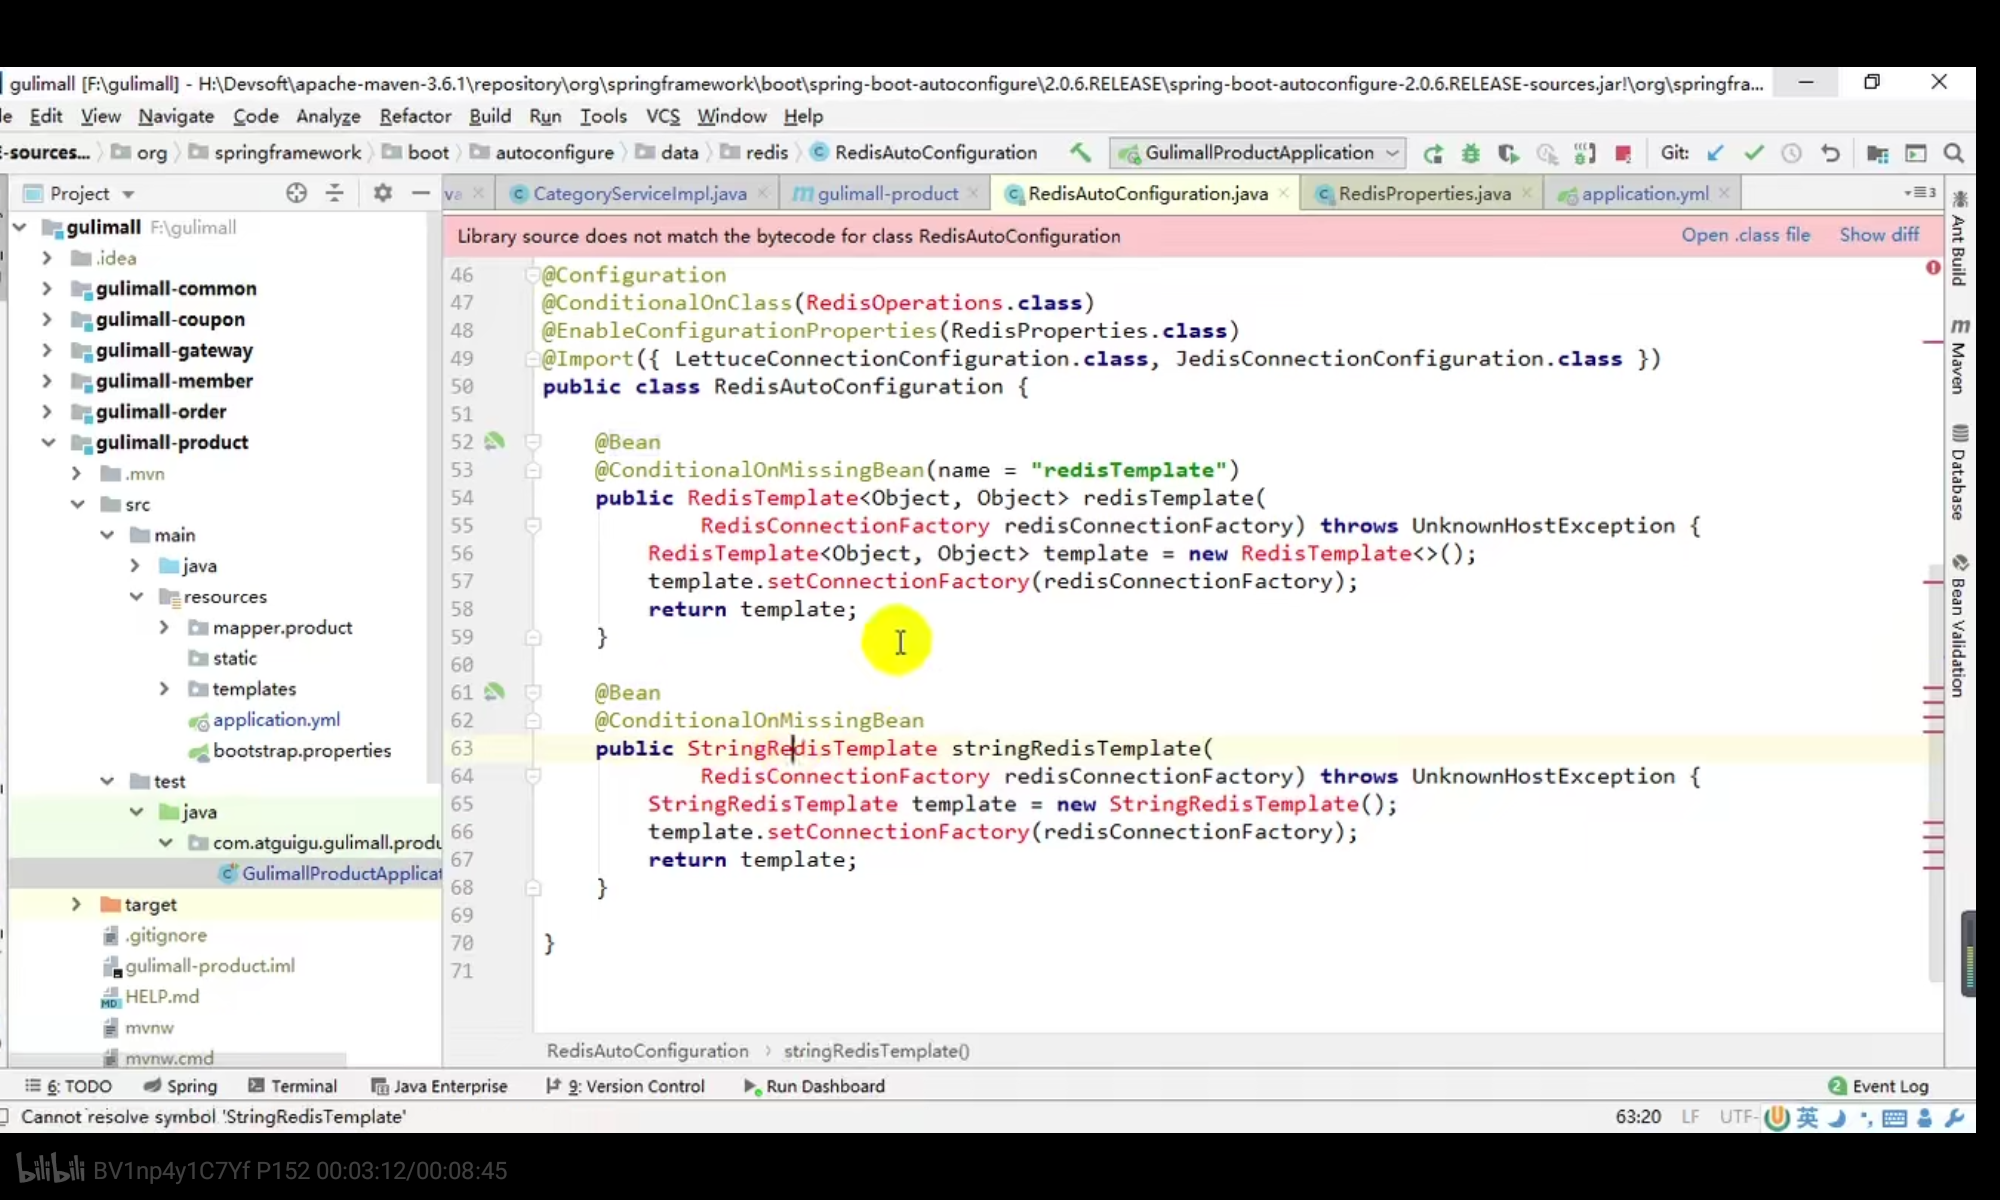 gulimall [F:\gulimall] - H:\Devsoft\apache-maven-3.6.1\repository\org\springframework\boot\spring-boot-autoconfigure\2.0.6.RELEASE\spring-boot-autoconfigure-2.0.6.RELEASE-sources.jar!\org\springfra...
Edit View Navigate Code Analyze Refactor Build Run Tools VCS Window Help
-sources... org springframework boot autoconfigure data redis RedisAutoConfiguration GulimallProductApplication Git:
Project
va CategoryServiceImpl.java gulimall-product RedisAutoConfiguration.java RedisProperties.java application.yml 3
Library source does not match the bytecode for class RedisAutoConfiguration Open .class file Show diff
gulimall F:\gulimall
.idea
gulimall-common
gulimall-coupon
gulimall-gateway
gulimall-member
gulimall-order
gulimall-product
.mvn
src
main
java
resources
mapper.product
static
templates
application.yml
bootstrap.properties
test
java
com.atguigu.gulimall.produ
GulimallProductApplicat
target
.gitignore
gulimall-product.iml
HELP.md
mvnw
mvnw.cmd
46 @Configuration
47 @ConditionalOnClass(RedisOperations.class)
48 @EnableConfigurationProperties(RedisProperties.class)
49 @Import({ LettuceConnectionConfiguration.class, JedisConnectionConfiguration.class })
50 public class RedisAutoConfiguration {
51
52 @Bean
53 @ConditionalOnMissingBean(name = "redisTemplate")
54 public RedisTemplate<Object, Object> redisTemplate(
55 RedisConnectionFactory redisConnectionFactory) throws UnknownHostException {
56 RedisTemplate<Object, Object> template = new RedisTemplate<>();
57 template.setConnectionFactory(redisConnectionFactory);
58 return template;
59 }
60
61 @Bean
62 @ConditionalOnMissingBean
63 public StringRedisTemplate stringRedisTemplate(
64 RedisConnectionFactory redisConnectionFactory) throws UnknownHostException {
65 StringRedisTemplate template = new StringRedisTemplate();
66 template.setConnectionFactory(redisConnectionFactory);
67 return template;
68 }
69
70 }
71
RedisAutoConfiguration › stringRedisTemplate()
Ant Build
Maven
Database
Bean Validation
6: TODO Spring Terminal Java Enterprise 9: Version Control Run Dashboard 2 Event Log
Cannot resolve symbol 'StringRedisTemplate' 63:20 LF UTF- 英
bilibili BV1np4y1C7Yf P152 00:03:12/00:08:45